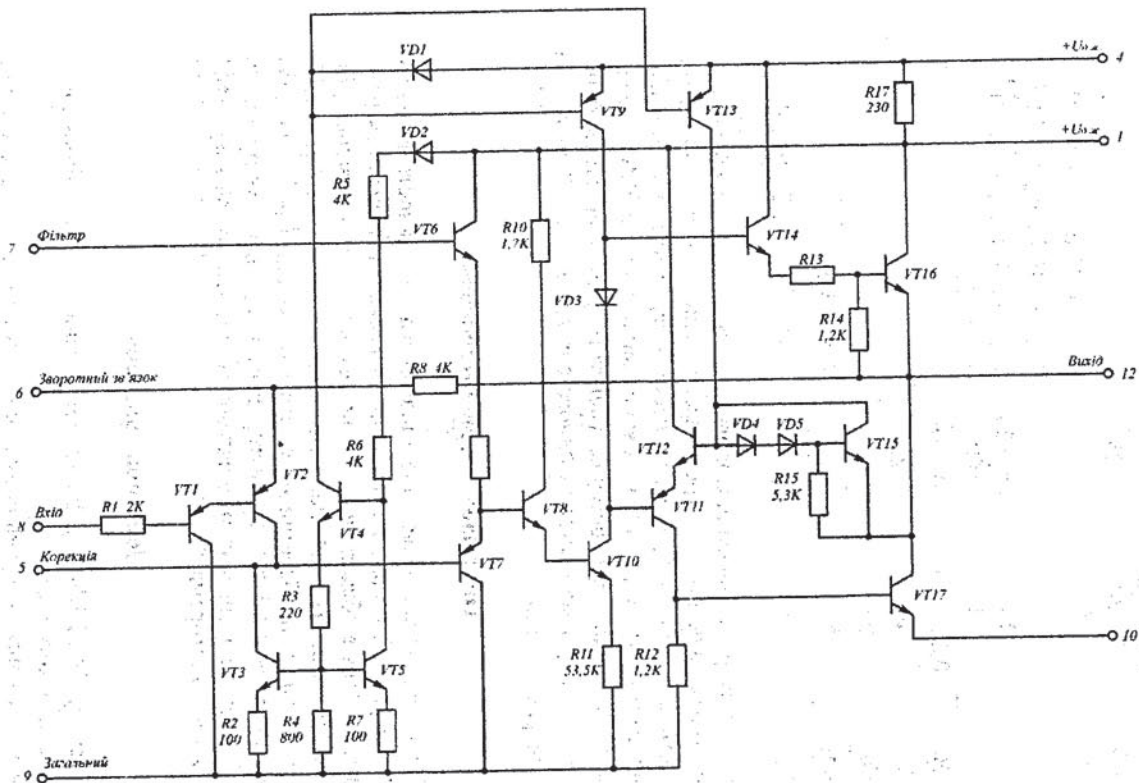 VD1
+Uо.ж 4
R17
230
VT9
VT13
VD2
+Uо.ж 1
R5
4K
VT6
R10
1,2K
7 Фільтр
VT14
R13
VT16
VD3
R14
1,2K
R8 4K
6 Зворотний зв'язок
Вихід 12
VD4 VD5
R6
4K
VT12
VT15
VT2
R15
5,3K
VT1
8 Вхід
R1 2K
VT4
VT8
VT11
5 Корекція
VT7
VT10
R3
220
VT17
10
VT3
VT5
R11
53,5K
R12
1,2K
R2
100
R4
800
R7
100
9 Загальний